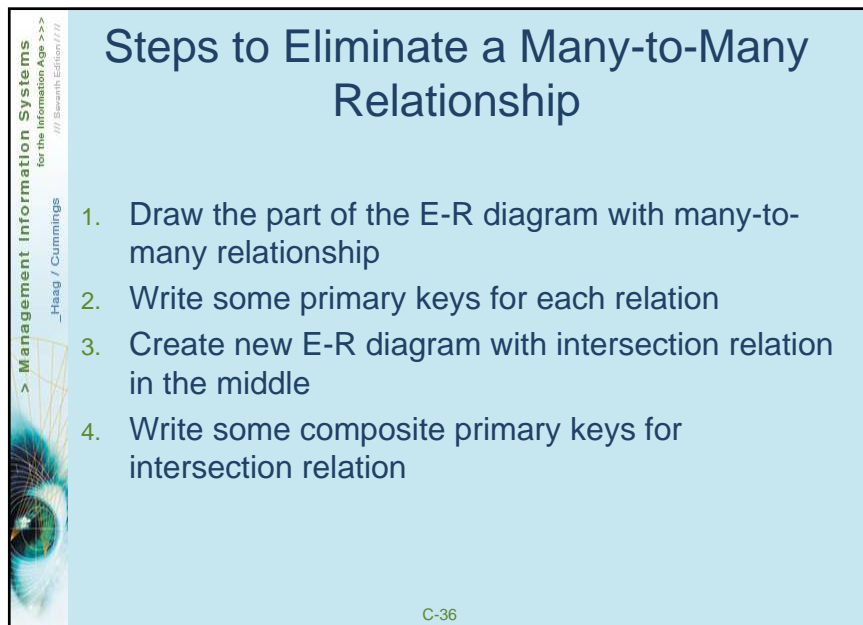 Steps to Eliminate a Many-to-Many
Relationship
1. Draw the part of the E-R diagram with many-to-
many relationship
2. Write some primary keys for each relation
3. Create new E-R diagram with intersection relation
in the middle
4. Write some composite primary keys for
intersection relation
C-36
> Management Information Systems
for the Information Age >>>
/// Seventh Edition // //
_Haag / Cummings